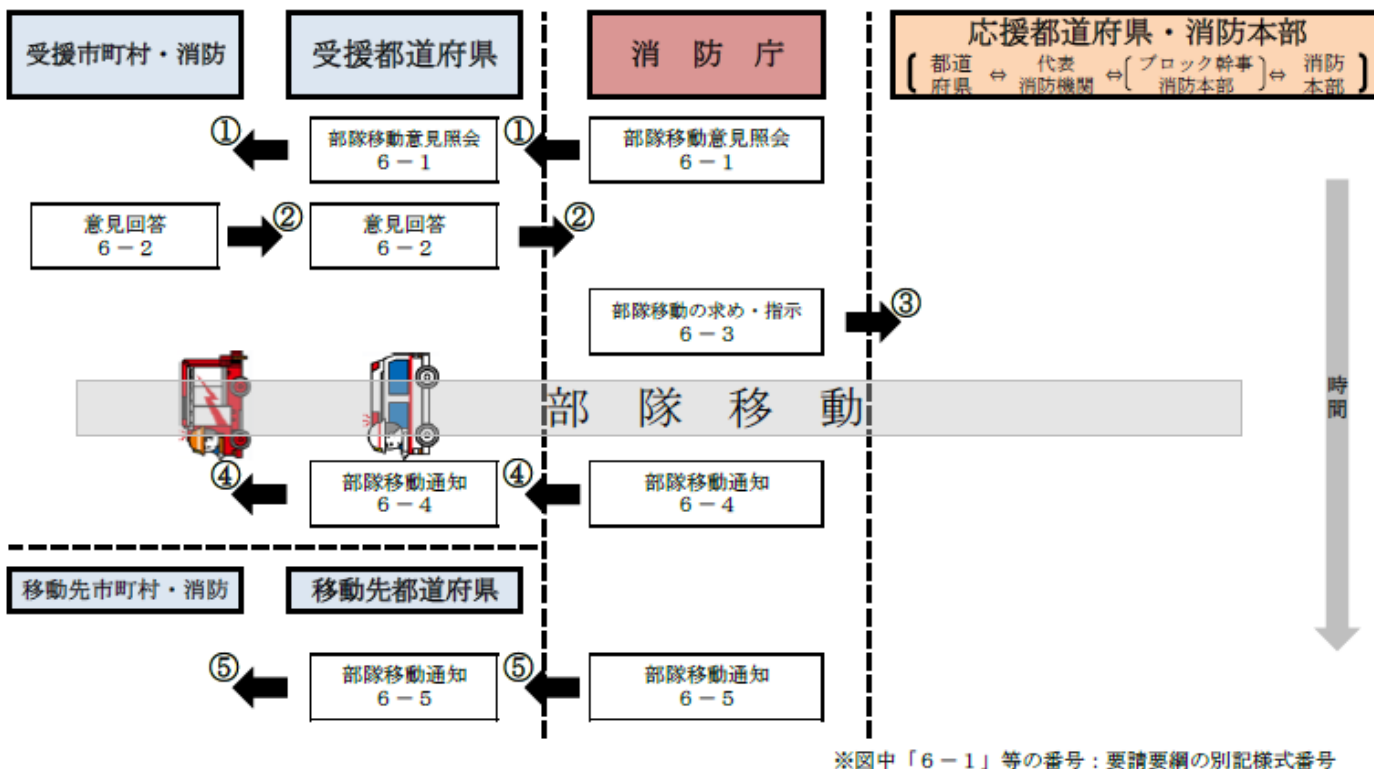 受援市町村・消防
受援都道府県
消 防 庁
応援都道府県・消防本部
都道府県 ⇔ 代表消防機関 ⇔ ブロック幹事消防本部 ⇔ 消防本部
①
部隊移動意見照会
6-1
①
部隊移動意見照会
6-1
意見回答
6-2
②
意見回答
6-2
②
部隊移動の求め・指示
6-3
③
時間
部 隊 移 動
④
部隊移動通知
6-4
④
部隊移動通知
6-4
移動先市町村・消防
移動先都道府県
⑤
部隊移動通知
6-5
⑤
部隊移動通知
6-5
※図中「6-1」等の番号:要請要綱の別記様式番号